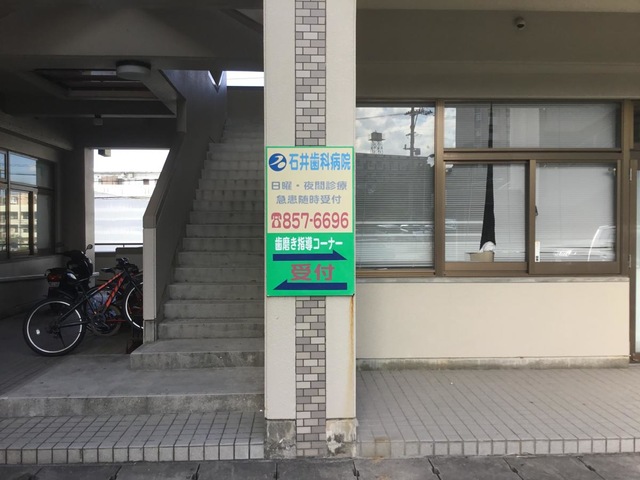 石井歯科病院
日曜・夜間診療
急患随時受付
☎857-6696
歯磨き指導コーナー
受付